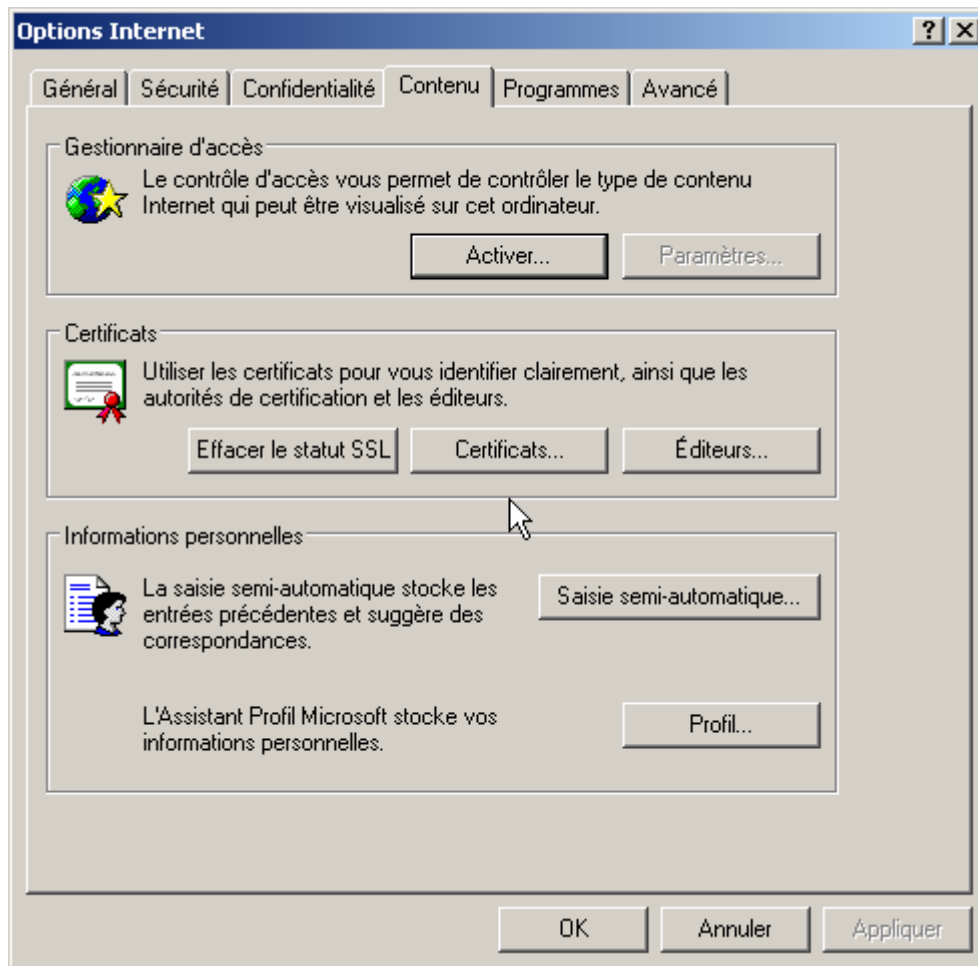 Options Internet
Général Sécurité Confidentialité Contenu Programmes Avancé
Gestionnaire d'accès
Le contrôle d'accès vous permet de contrôler le type de contenu
Internet qui peut être visualisé sur cet ordinateur.
Activer... Paramètres...
Certificats
Utiliser les certificats pour vous identifier clairement, ainsi que les
autorités de certification et les éditeurs.
Effacer le statut SSL Certificats... Éditeurs...
Informations personnelles
La saisie semi-automatique stocke les
entrées précédentes et suggère des
correspondances.
Saisie semi-automatique...
L'Assistant Profil Microsoft stocke vos
informations personnelles.
Profil...
OK Annuler Appliquer